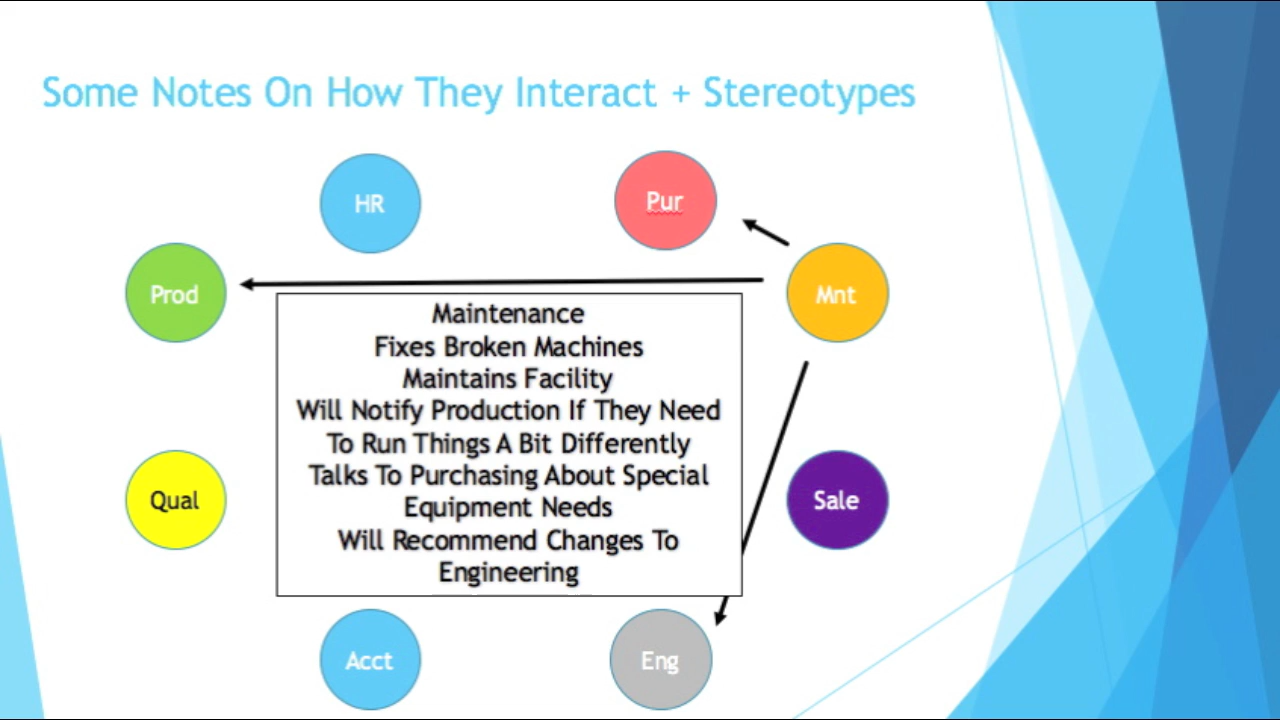 Some Notes On How They Interact + Stereotypes
HR
Pur
Prod
Mnt
Maintenance
Fixes Broken Machines
Maintains Facility
Will Notify Production If They Need
To Run Things A Bit Differently
Talks To Purchasing About Special
Equipment Needs
Will Recommend Changes To
Engineering
Qual
Sale
Acct
Eng